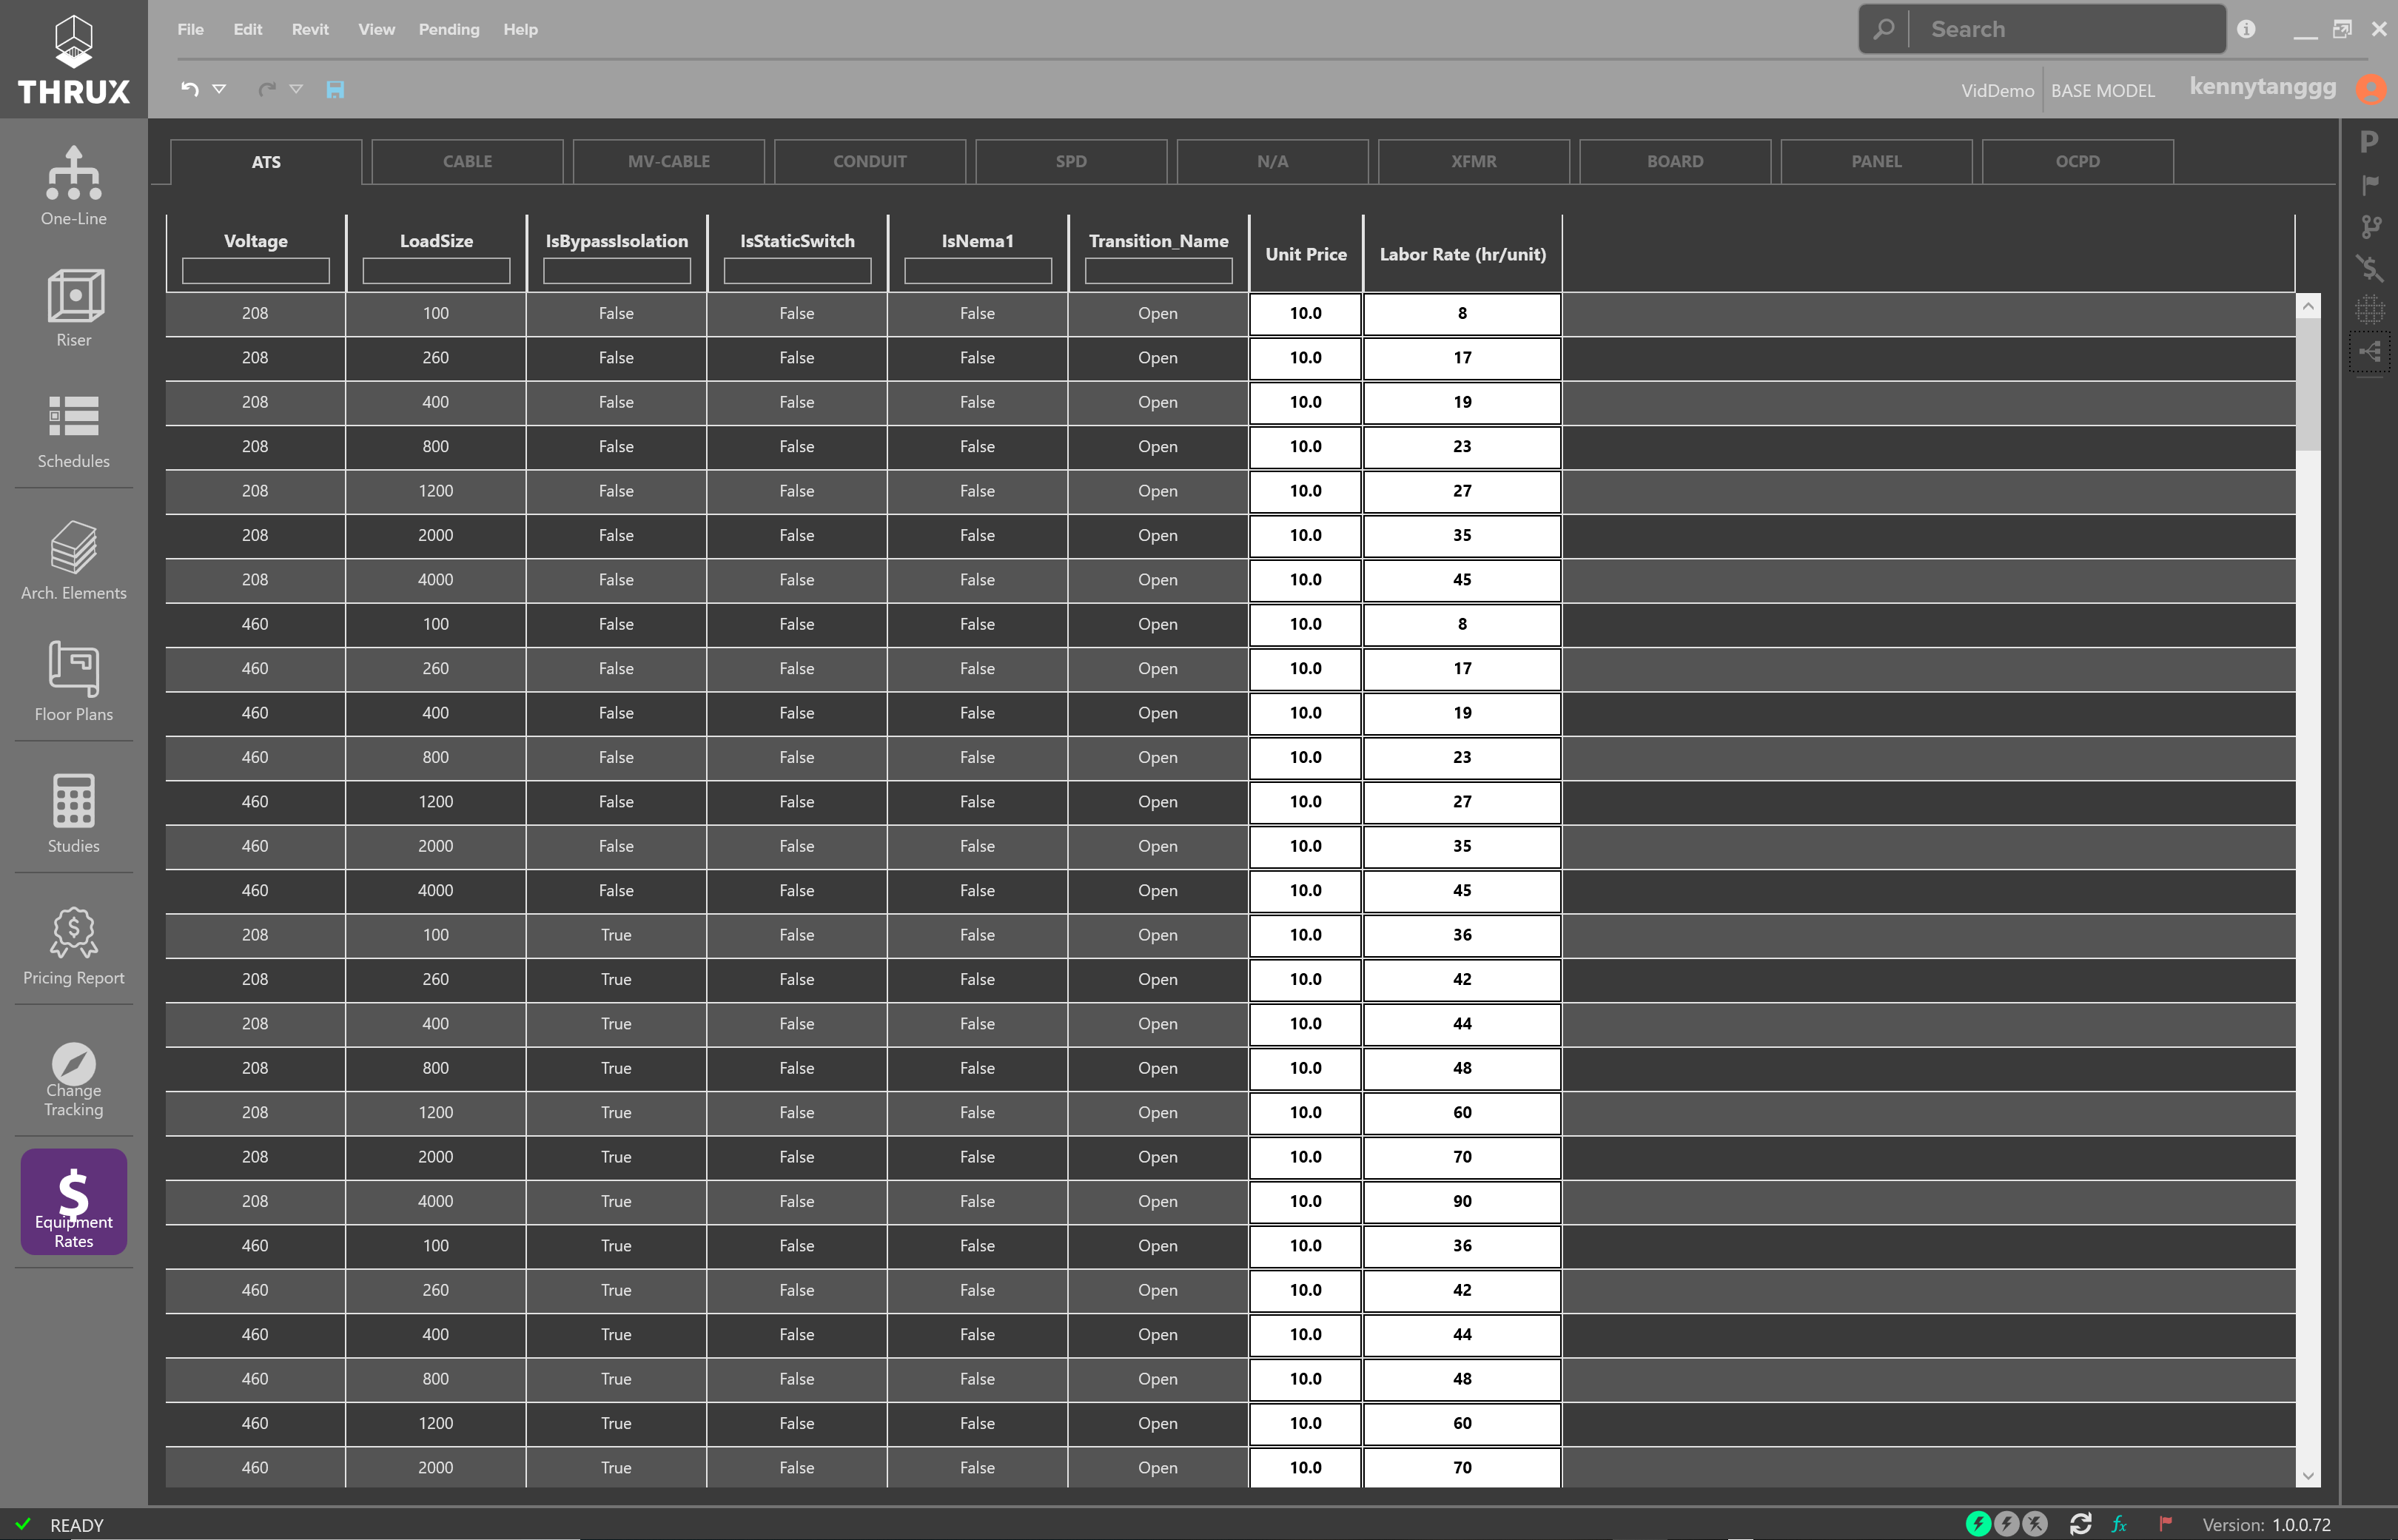 THRUX
File Edit Revit View Pending Help
Search
VidDemo BASE MODEL kennytanggg
One-Line
Riser
Schedules
Arch. Elements
Floor Plans
Studies
Pricing Report
Change
Tracking
$
Equipment
Rates
ATS CABLE MV-CABLE CONDUIT SPD N/A XFMR BOARD PANEL OCPD
Voltage LoadSize IsBypassIsolation IsStaticSwitch IsNema1 Transition_Name Unit Price Labor Rate (hr/unit)
208 100 False False False Open 10.0 8
208 260 False False False Open 10.0 17
208 400 False False False Open 10.0 19
208 800 False False False Open 10.0 23
208 1200 False False False Open 10.0 27
208 2000 False False False Open 10.0 35
208 4000 False False False Open 10.0 45
460 100 False False False Open 10.0 8
460 260 False False False Open 10.0 17
460 400 False False False Open 10.0 19
460 800 False False False Open 10.0 23
460 1200 False False False Open 10.0 27
460 2000 False False False Open 10.0 35
460 4000 False False False Open 10.0 45
208 100 True False False Open 10.0 36
208 260 True False False Open 10.0 42
208 400 True False False Open 10.0 44
208 800 True False False Open 10.0 48
208 1200 True False False Open 10.0 60
208 2000 True False False Open 10.0 70
208 4000 True False False Open 10.0 90
460 100 True False False Open 10.0 36
460 260 True False False Open 10.0 42
460 400 True False False Open 10.0 44
460 800 True False False Open 10.0 48
460 1200 True False False Open 10.0 60
460 2000 True False False Open 10.0 70
P
READY
fx
Version: 1.0.0.72